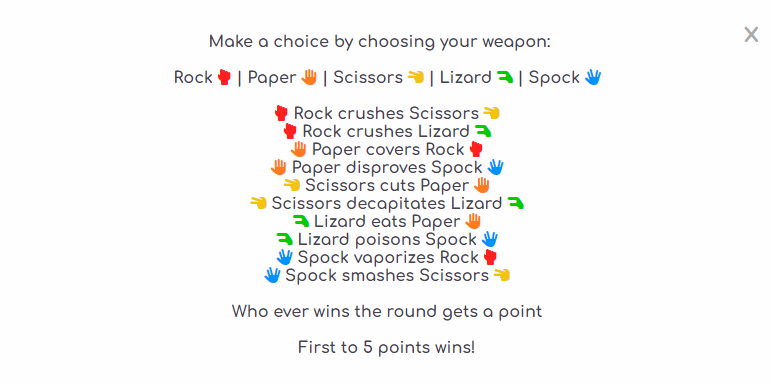 Make a choice by choosing your weapon:
Rock | Paper | Scissors | Lizard | Spock
Rock crushes Scissors
Rock crushes Lizard
Paper covers Rock
Paper disproves Spock
Scissors cuts Paper
Scissors decapitates Lizard
Lizard eats Paper
Lizard poisons Spock
Spock vaporizes Rock
Spock smashes Scissors
Who ever wins the round gets a point
First to 5 points wins!